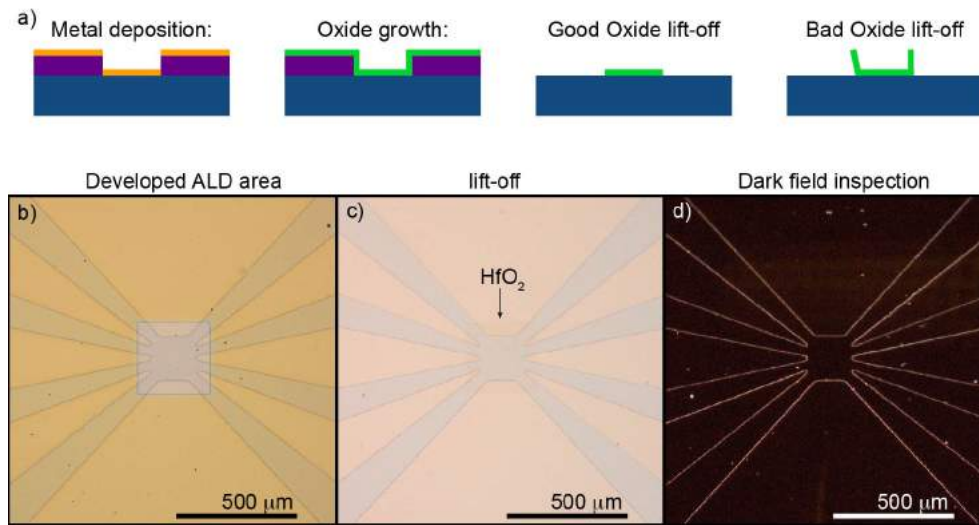 a)
Metal deposition:
Oxide growth:
Good Oxide lift-off
Bad Oxide lift-off
Developed ALD area
lift-off
Dark field inspection
b)
c)
d)
HfO₂
500 µm
500 µm
500 µm